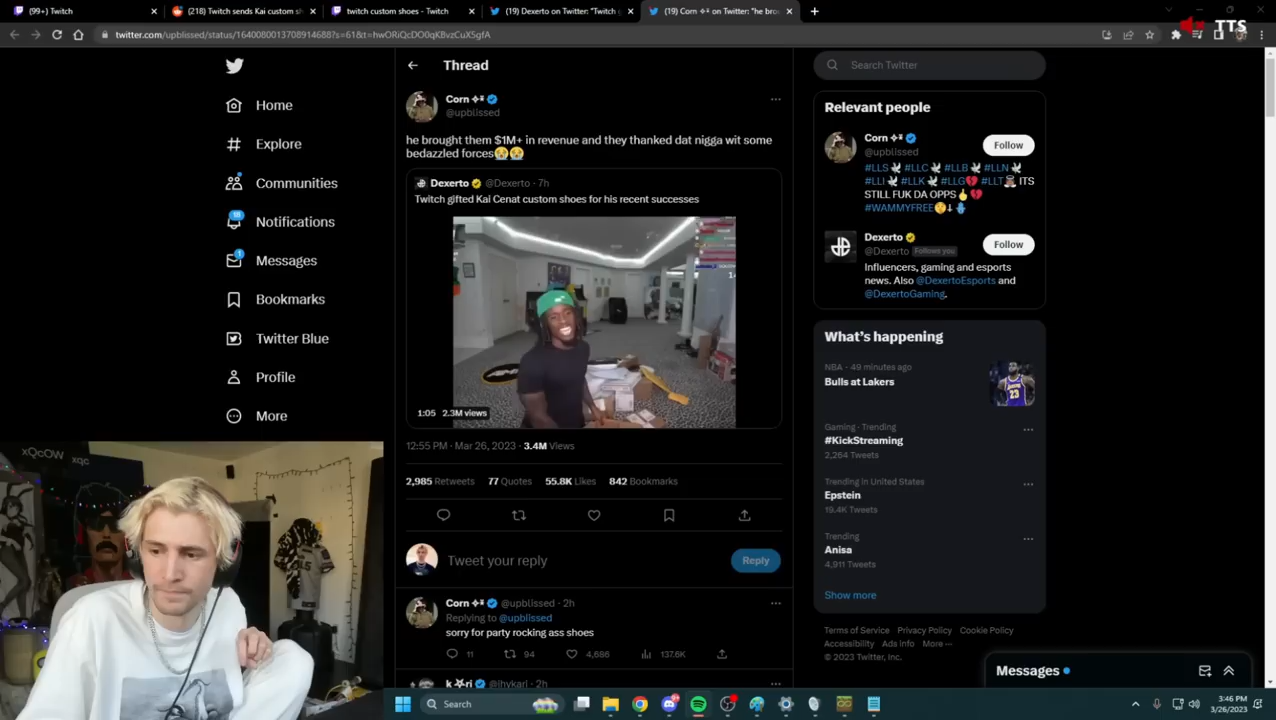 (99+) Twitch
(218) Twitch sends Kai custom sh
twitch custom shoes - Twitch
(19) Dexerto on Twitter: "Twitch g
(19) Corn ✧🕷 on Twitter: "he bro
TTS
twitter.com/upblissed/status/1640080013708914688?s=61&t=hwORiQcDO0qKBvzCuX5gfA
Thread
Search Twitter
Home
Explore
Communities
18
Notifications
1
Messages
Bookmarks
Twitter Blue
Profile
More
Corn
@upblissed
he brought them $1M+ in revenue and they thanked dat nigga wit some
bedazzled forces😭😭
Dexerto @Dexerto · 7h
Twitch gifted Kai Cenat custom shoes for his recent successes
1:05 2.3M views
12:55 PM · Mar 26, 2023 · 3.4M Views
2,985 Retweets 77 Quotes 55.8K Likes 842 Bookmarks
Tweet your reply
Reply
Corn @upblissed · 2h
Replying to @upblissed
sorry for party rocking ass shoes
11 94 4,686 137.6K
@jhykari · 2h
Relevant people
Corn
@upblissed
Follow
#LLS🕊 #LLC🕊 #LLB🕊 #LLN🕊
#LLI🕊 #LLK🕊 #LLG💔 #LLT ITS
STILL FUK DA OPPS
#WAMMYFREE
Dexerto
@Dexerto Follows you
Follow
Influencers, gaming and esports
news. Also @DexertoEsports and
@DexertoGaming.
What's happening
NBA · 49 minutes ago
Bulls at Lakers
Gaming · Trending
#KickStreaming
2,264 Tweets
Trending in United States
Epstein
19.4K Tweets
Trending
Anisa
4,911 Tweets
Show more
Terms of Service Privacy Policy Cookie Policy
Accessibility Ads info More ···
© 2023 Twitter, Inc.
Messages
xQcOW xqc
Search
3:46 PM
3/26/2023